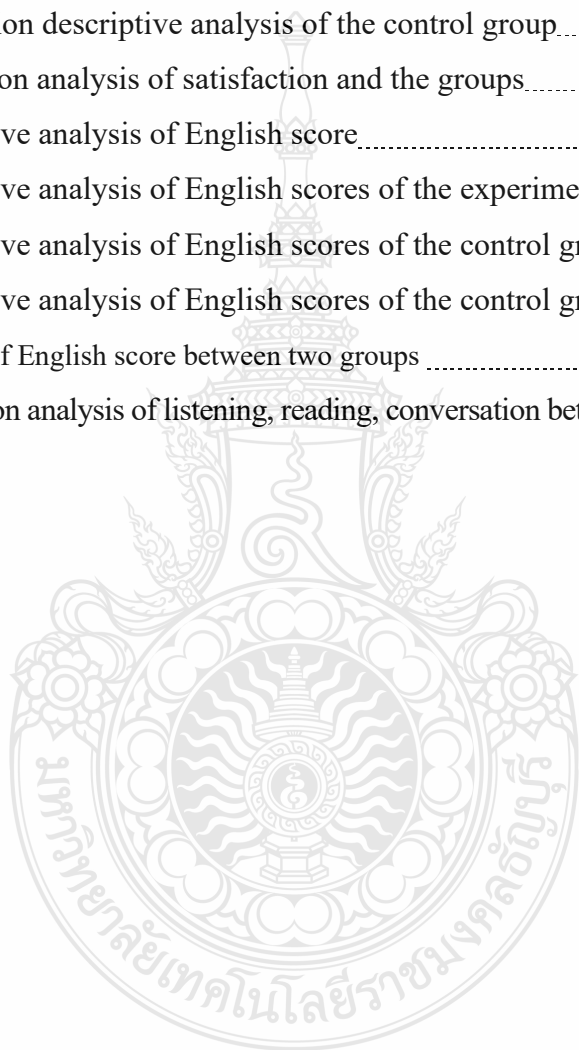 ion descriptive analysis of the control group
on analysis of satisfaction and the groups
ve analysis of English score
ve analysis of English scores of the experime
ve analysis of English scores of the control gr
ve analysis of English scores of the control gr
f English score between two groups
on analysis of listening, reading, conversation bet
มหาวิทยาลัยเทคโนโลยีราชมงคลธัญบุรี